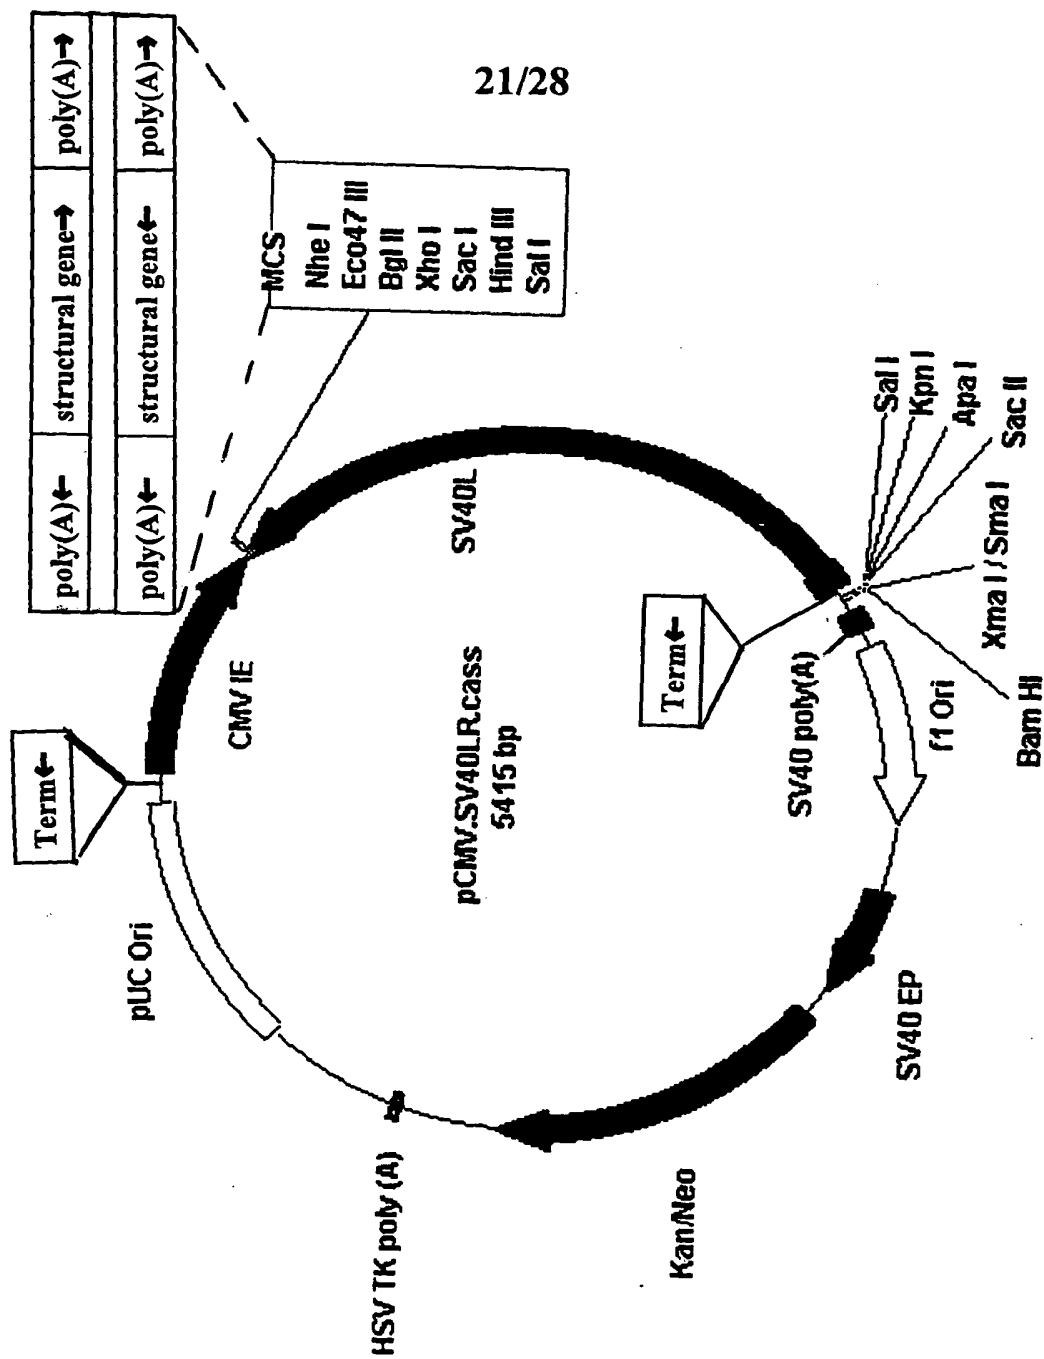 21/28
poly(A)← structural gene→ poly(A)→
poly(A)← structural gene← poly(A)→
MCS
Nhe I
Eco47 III
Bgl II
Xho I
Sac I
Hind III
Sal I
Term←
CMV IE
pUC Ori
SV40L
pCMV.SV40LR.cass
5415 bp
Term←
SV40 poly(A)
Sal I
Kpn I
Apa I
Sac II
Xma I / Sma I
Bam HI
f1 Ori
SV40 EP
Kan/Neo
HSV TK poly (A)